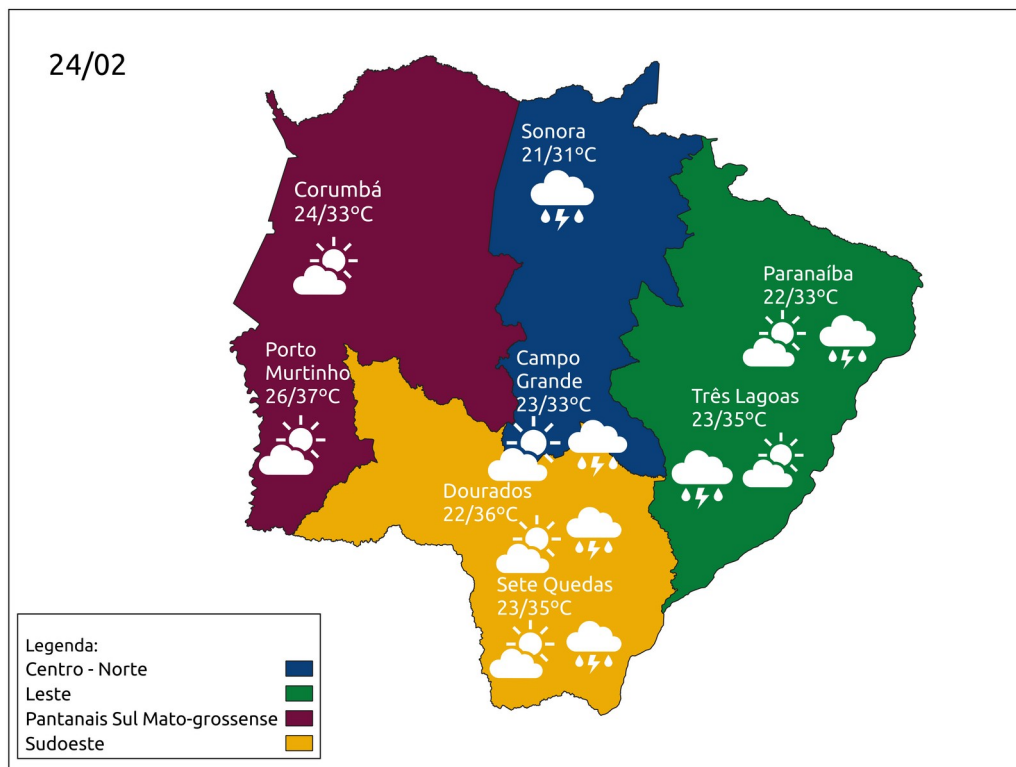 24/02
Sonora
21/31ºC
Corumbá
24/33ºC
Paranaíba
22/33ºC
Porto
Murtinho
26/37ºC
Campo
Grande
23/33ºC
Três Lagoas
23/35ºC
Dourados
22/36ºC
Sete Quedas
23/35ºC
Legenda:
Centro - Norte
Leste
Pantanais Sul Mato-grossense
Sudoeste